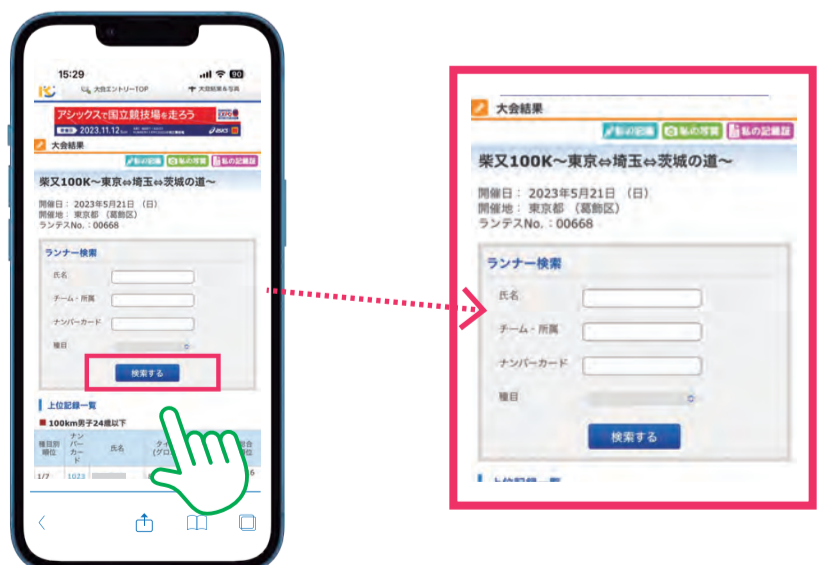 15:29
90
大会エントリーTOP
大会結果&写真
アシックスで国立競技場を走ろう
2023.11.12
asics
大会結果
私の記録
私の写真
私の記録証
柴又100K～東京⇔埼玉⇔茨城の道～
開催日： 2023年5月21日 （日）
開催地： 東京都 （葛飾区）
ランテスNo.：00668
ランナー検索
氏名
チーム・所属
ナンバーカード
種目
検索する
上位記録一覧
100km男子24歳以下
種目別順位
ナンバーカード
氏名
1/7
1023
大会結果
私の記録
私の写真
私の記録証
柴又100K～東京⇔埼玉⇔茨城の道～
開催日： 2023年5月21日 （日）
開催地： 東京都 （葛飾区）
ランテスNo.：00668
ランナー検索
氏名
チーム・所属
ナンバーカード
種目
検索する